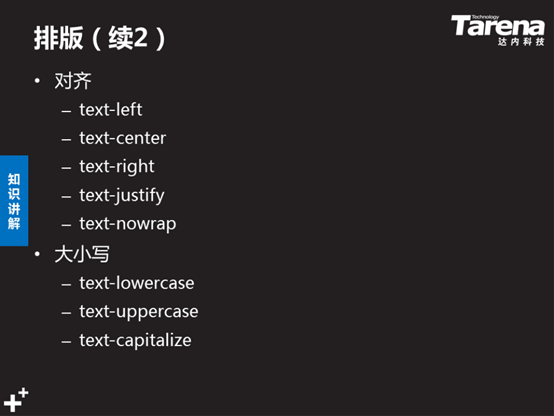 排版（续2）
Technology
Tarena
达内科技
• 对齐
– text-left
– text-center
– text-right
– text-justify
– text-nowrap
知识讲解
• 大小写
– text-lowercase
– text-uppercase
– text-capitalize